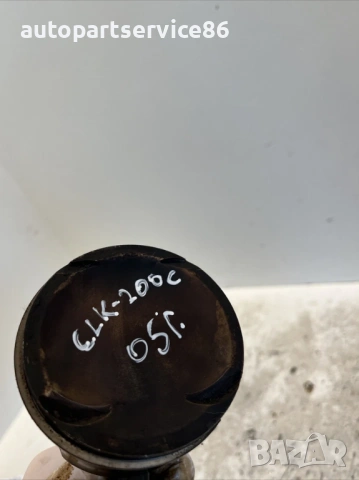 autopartservice86
CLK-200c
05г.
BAZAR